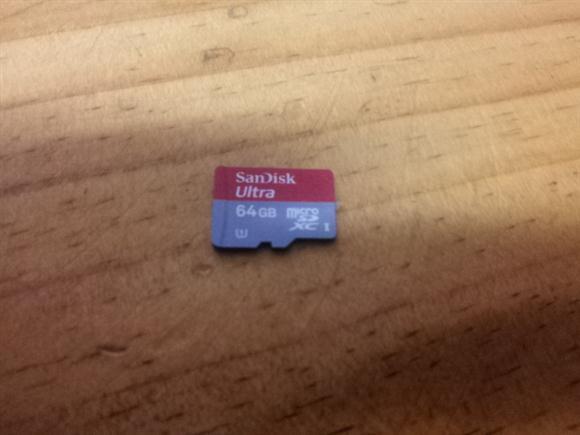 SanDisk
Ultra
64GB micro SD
XC I
U1